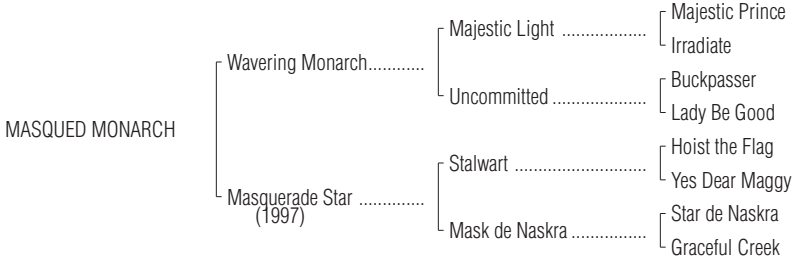 Majestic Prince
Majestic Light ..................
Irradiate
Wavering Monarch............
Buckpasser
Uncommitted ....................
Lady Be Good
MASQUED MONARCH
Hoist the Flag
Stalwart ............................
Yes Dear Maggy
Masquerade Star ..............
(1997)
Star de Naskra
Mask de Naskra ................
Graceful Creek